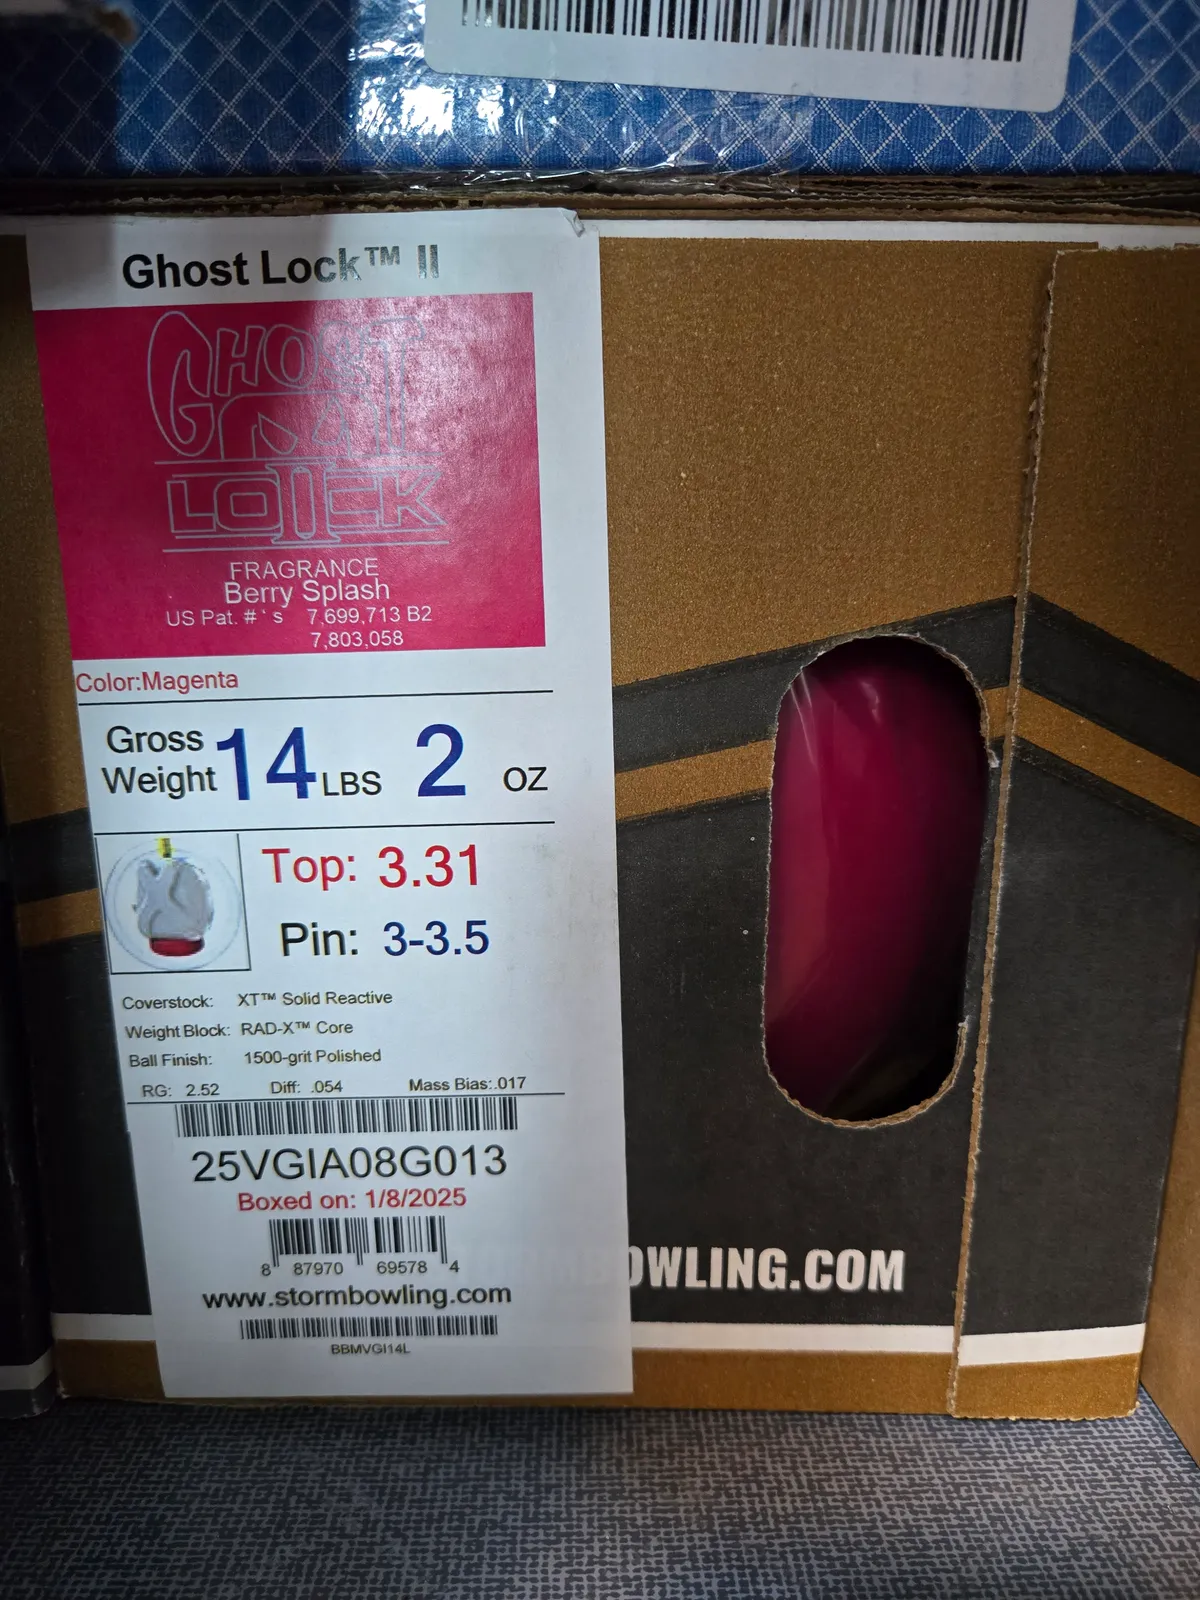 Ghost Lock™ II
GHOST
LOIICK
FRAGRANCE
Berry Splash
US Pat. #'s 7,699,713 B2
7,803,058
Color:Magenta
Gross Weight 14 LBS 2 OZ
Top: 3.31
Pin: 3-3.5
Coverstock: XT™ Solid Reactive
Weight Block: RAD-X™ Core
Ball Finish: 1500-grit Polished
RG: 2.52 Diff: .054 Mass Bias:.017
25VGIA08G013
Boxed on: 1/8/2025
8 87970 69578 4
www.stormbowling.com
BBMVGI14L
OWLING.COM